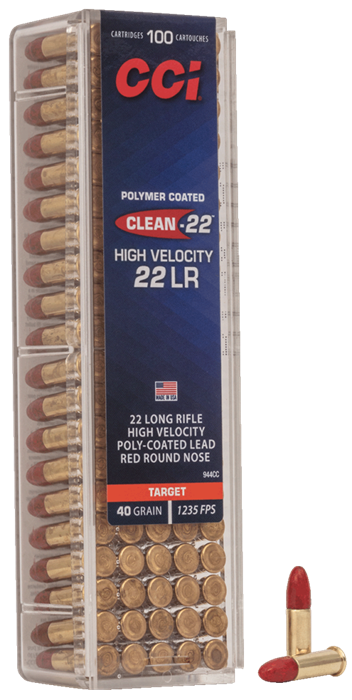 CARTRIDGES 100 CARTOUCHES
CCI
POLYMER COATED
CLEAN-22™
HIGH VELOCITY
22 LR
MADE IN USA
22 LONG RIFLE
HIGH VELOCITY
POLY-COATED LEAD
RED ROUND NOSE
944CC
TARGET
40 GRAIN | 1235 FPS